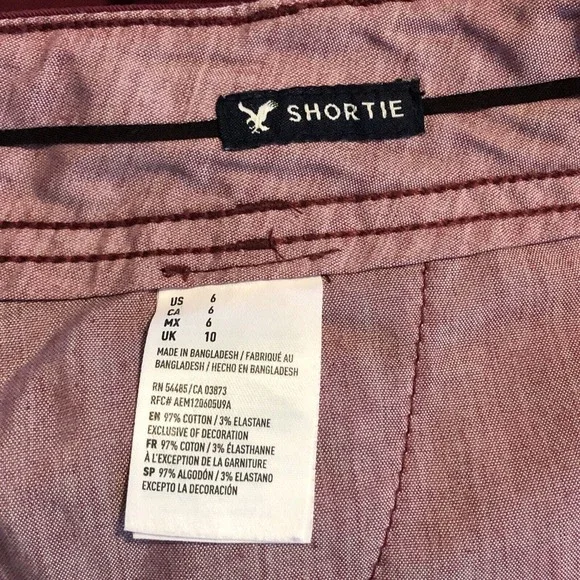 SHORTIE
US 6
CA 6
MX 6
UK 10
MADE IN BANGLADESH / FABRIQUÉ AU
BANGLADESH / HECHO EN BANGLADESH
RN 54485/CA 03873
RFC# AEM120605U9A
EN 97% COTTON / 3% ELASTANE
EXCLUSIVE OF DECORATION
FR 97% COTON / 3% ÉLASTHANNE
À L'EXCEPTION DE LA GARNITURE
SP 97% ALGODÓN / 3% ELASTANO
EXCEPTO LA DECORACIÓN